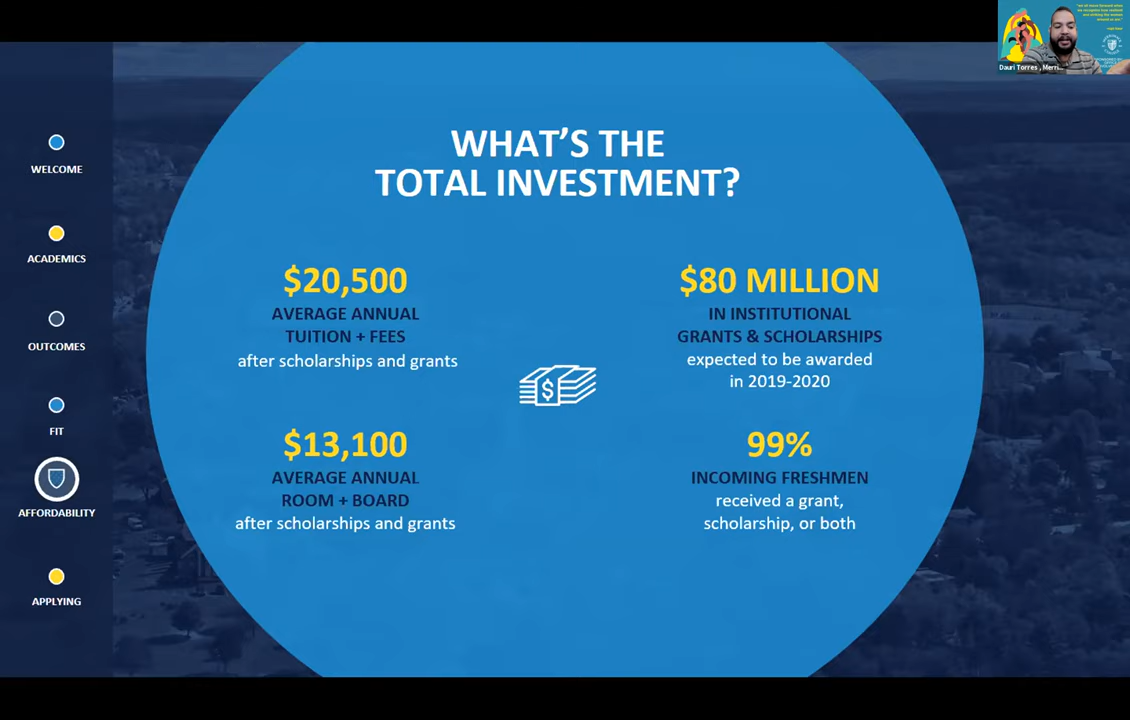 WELCOME
ACADEMICS
OUTCOMES
FIT
AFFORDABILITY
APPLYING
WHAT’S THE
TOTAL INVESTMENT?
$20,500
AVERAGE ANNUAL
TUITION + FEES
after scholarships and grants
$13,100
AVERAGE ANNUAL
ROOM + BOARD
after scholarships and grants
$
$80 MILLION
IN INSTITUTIONAL
GRANTS & SCHOLARSHIPS
expected to be awarded
in 2019-2020
99%
INCOMING FRESHMEN
received a grant,
scholarship, or both
Dauri Torres , Merri...